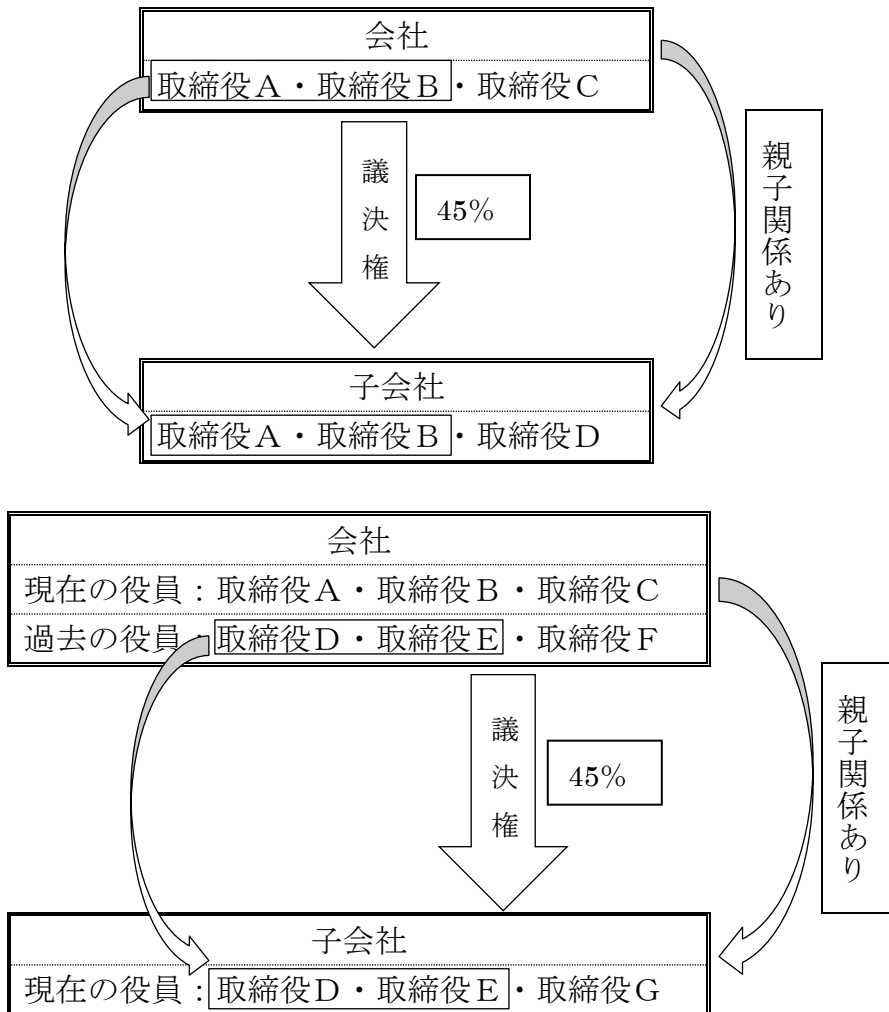 会社
取締役A・取締役B・取締役C
議決権
45%
親子関係あり
子会社
取締役A・取締役B・取締役D
会社
現在の役員:取締役A・取締役B・取締役C
過去の役員:取締役D・取締役E・取締役F
議決権
45%
親子関係あり
子会社
現在の役員:取締役D・取締役E・取締役G